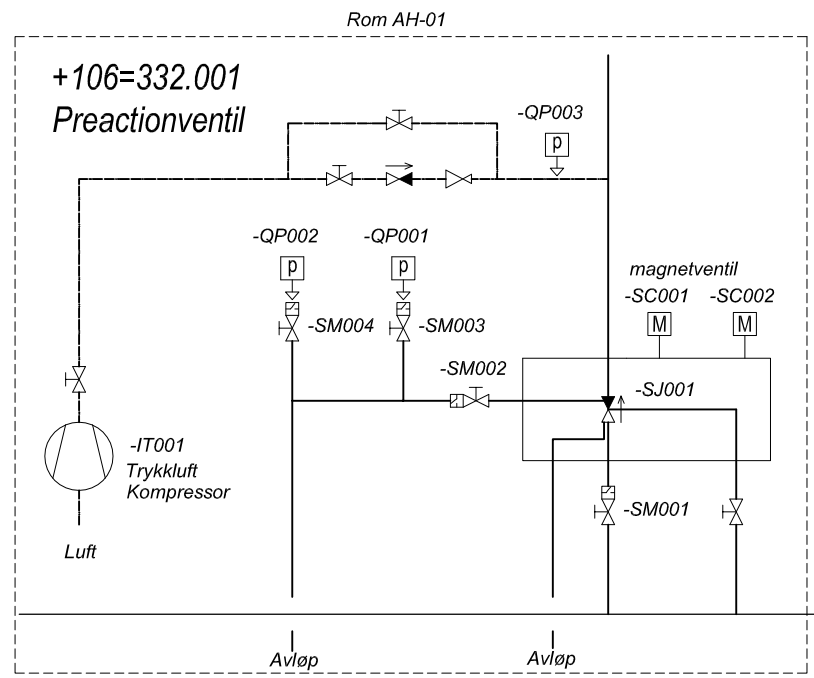 Rom AH-01
+106=332.001
Preactionventil
-QP003
p
-QP002
-QP001
p
p
magnetventil
-SC001
-SC002
M
M
-SM004
-SM003
-SM002
-SJ001
-IT001
Trykkluft
Kompressor
-SM001
Luft
Avløp
Avløp